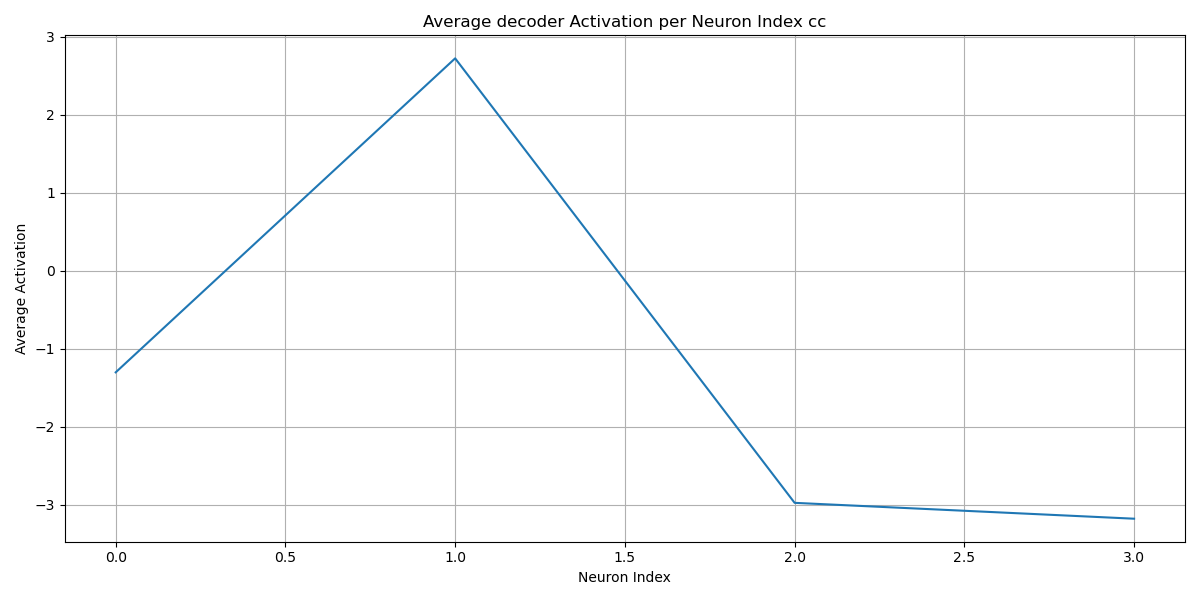 Average decoder Activation per Neuron Index cc
Average Activation
3
2
1
0
−1
−2
−3
0.0 0.5 1.0 1.5 2.0 2.5 3.0
Neuron Index